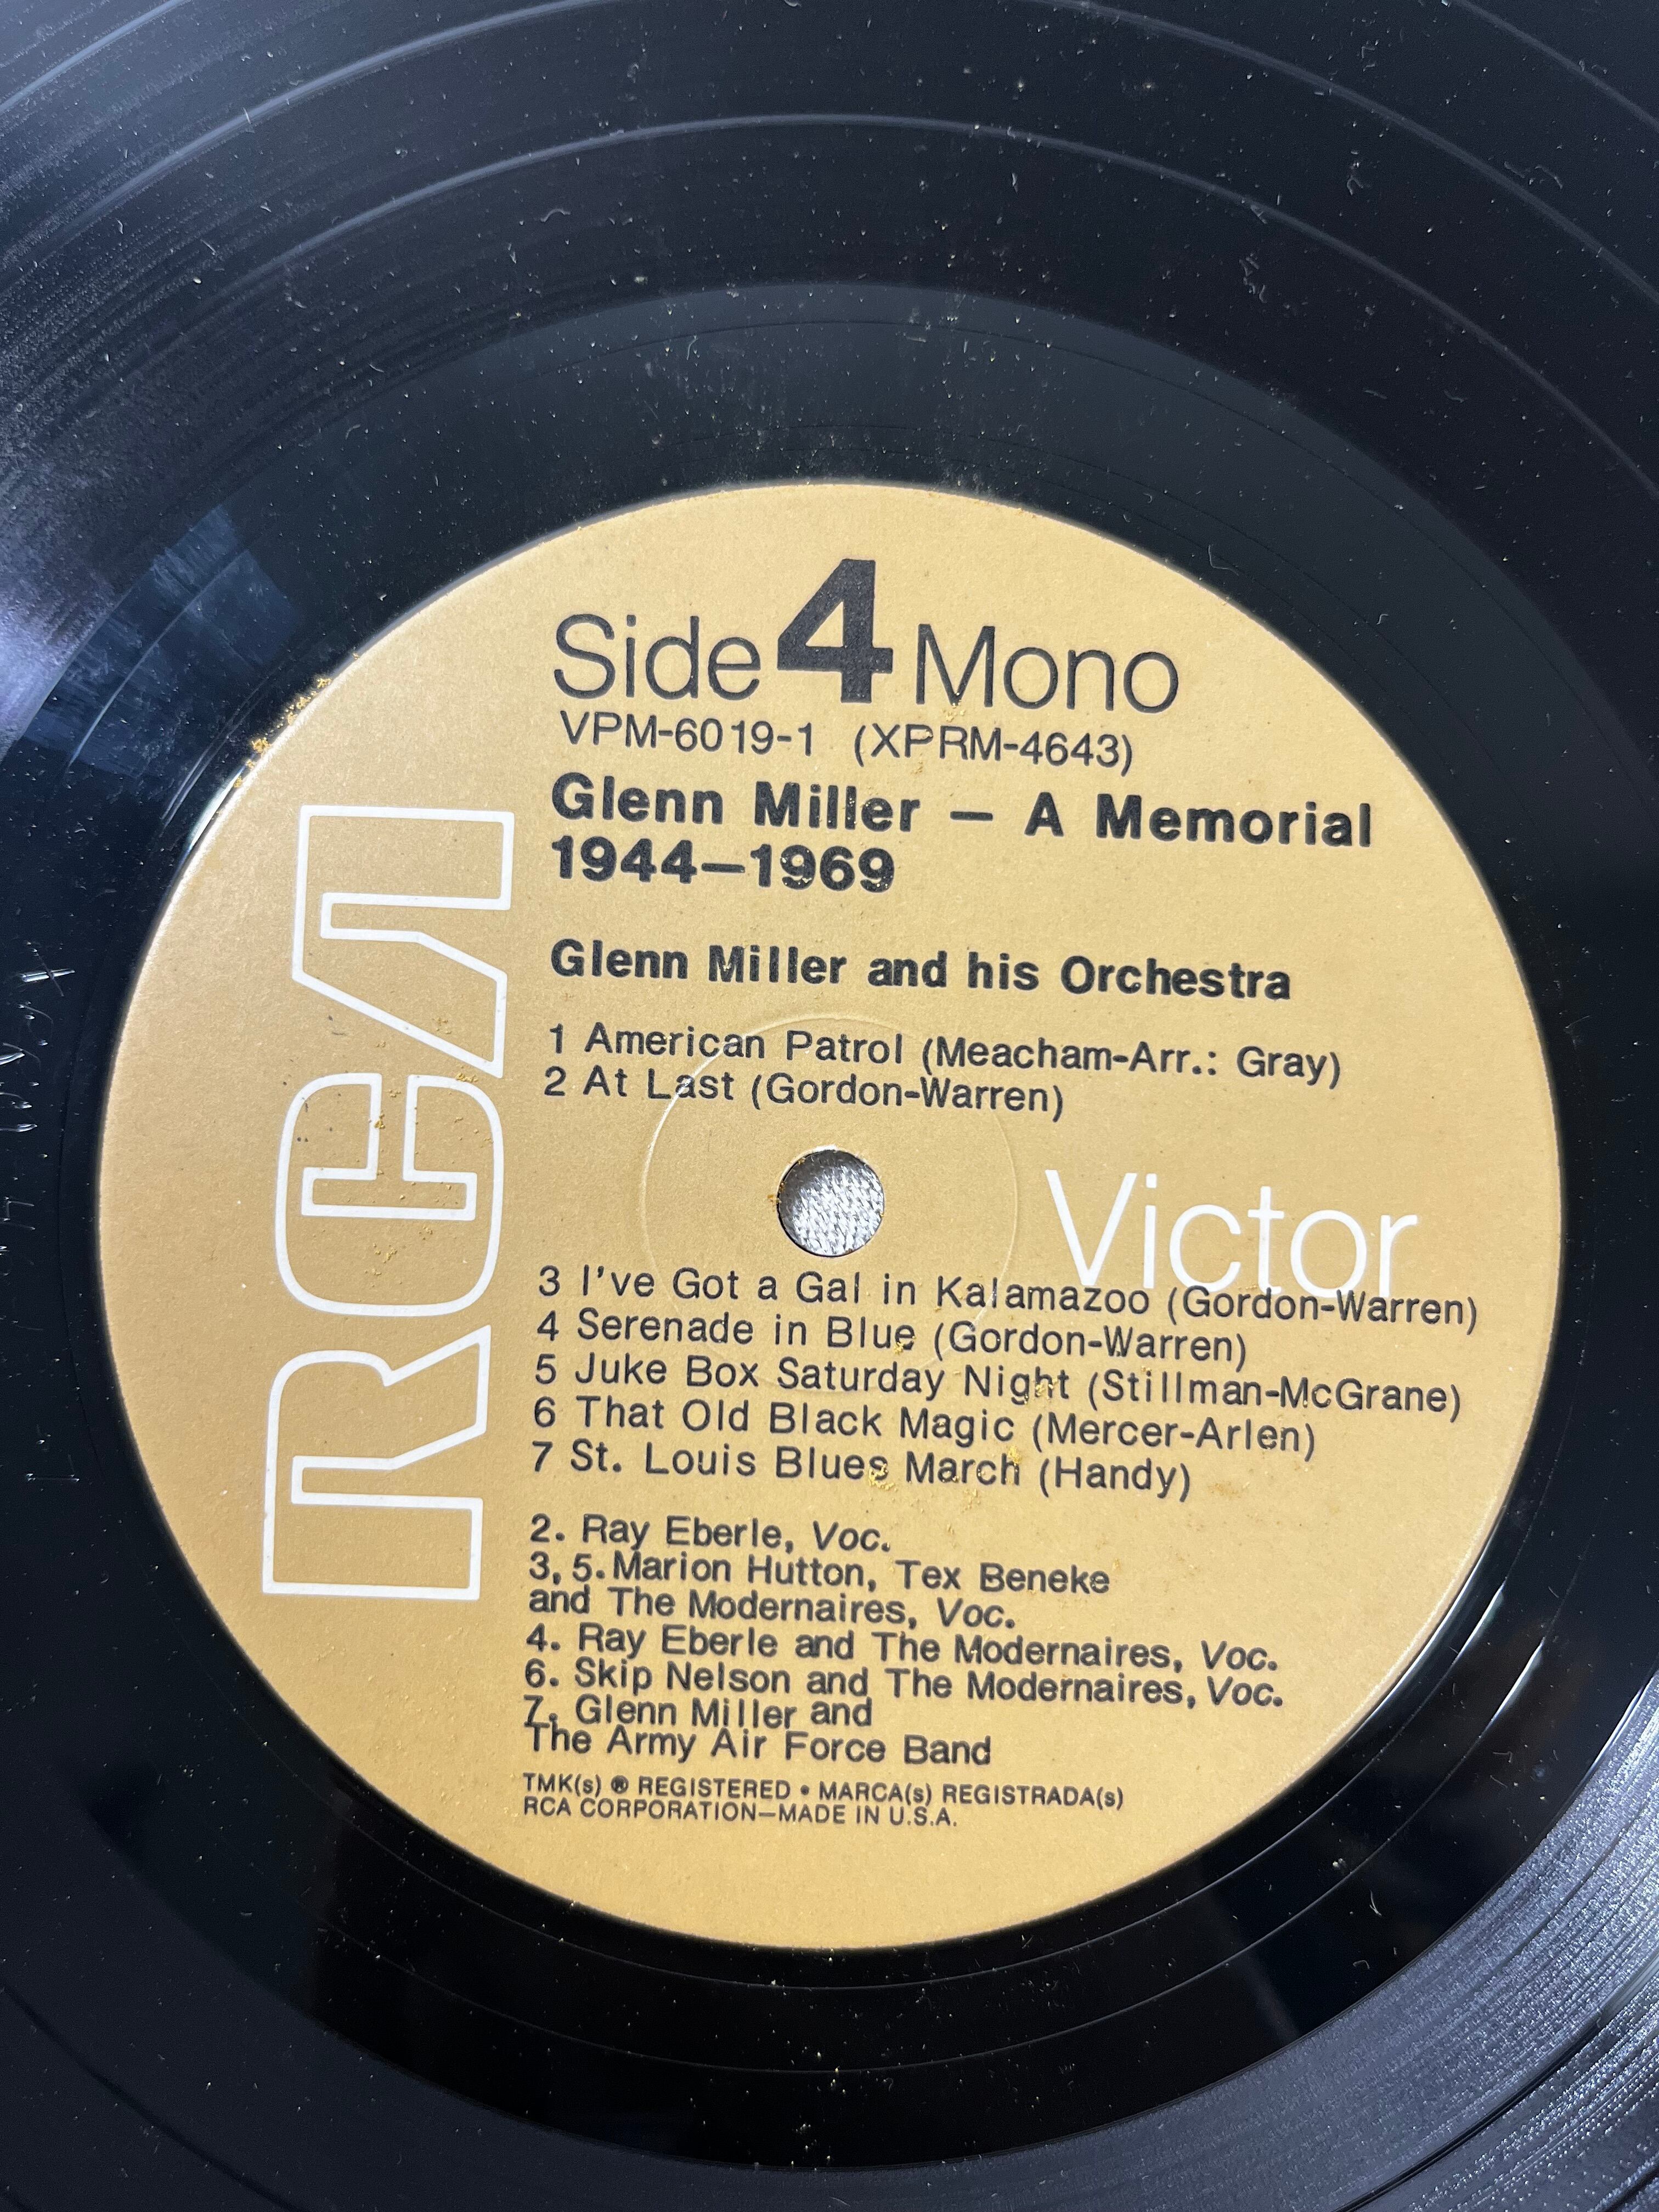 Side 4 Mono
VPM-6019-1 (XPRM-4643)
Glenn Miller — A Memorial
1944—1969
Glenn Miller and his Orchestra
1 American Patrol (Meacham-Arr.: Gray)
2 At Last (Gordon-Warren)
RCA
Victor
3 I've Got a Gal in Kalamazoo (Gordon-Warren)
4 Serenade in Blue (Gordon-Warren)
5 Juke Box Saturday Night (Stillman-McGrane)
6 That Old Black Magic (Mercer-Arlen)
7 St. Louis Blues March (Handy)
2. Ray Eberle, Voc.
3, 5. Marion Hutton, Tex Beneke
and The Modernaires, Voc.
4. Ray Eberle and The Modernaires, Voc.
6. Skip Nelson and The Modernaires, Voc.
7. Glenn Miller and
The Army Air Force Band
TMK(s) ® REGISTERED • MARCA(s) REGISTRADA(s)
RCA CORPORATION—MADE IN U.S.A.